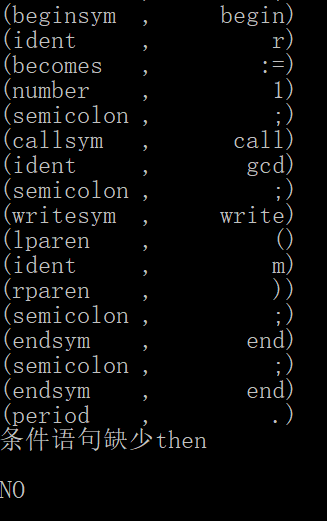 (beginsym  ,        begin)
(ident     ,            r)
(becomes   ,           :=)
(number    ,            1)
(semicolon ,            ;)
(callsym   ,         call)
(ident     ,          gcd)
(semicolon ,            ;)
(writesym  ,        write)
(lparen    ,            ()
(ident     ,            m)
(rparen    ,            ))
(semicolon ,            ;)
(endsym    ,          end)
(semicolon ,            ;)
(endsym    ,          end)
(period    ,            .)
条件语句缺少then
NO